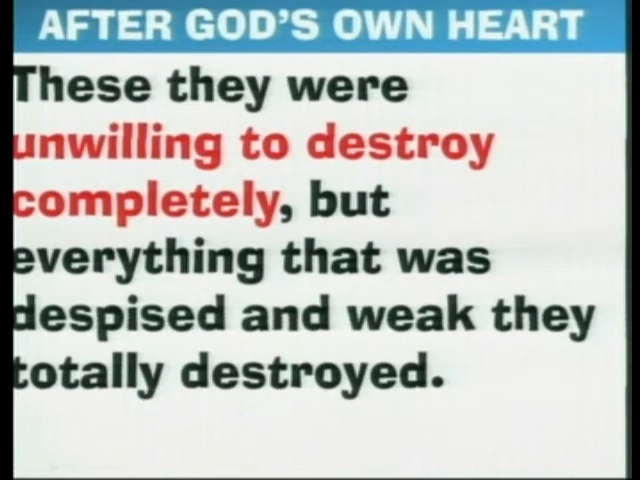 AFTER GOD'S OWN HEART
These they were
unwilling to destroy
completely, but
everything that was
despised and weak they
totally destroyed.